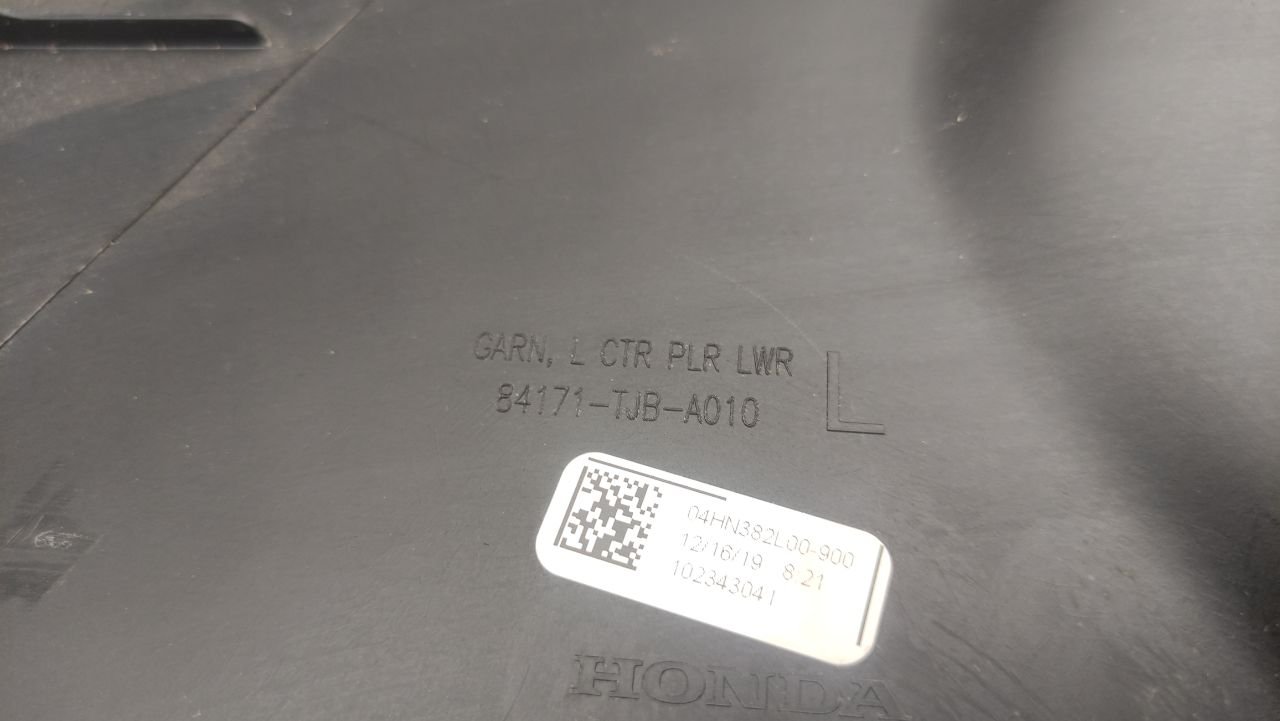 GARN, L CTR PLR LWR
84171-TJB-A010
L
04HN382L00-900
12/16/19 8:21
102343041
HONDA